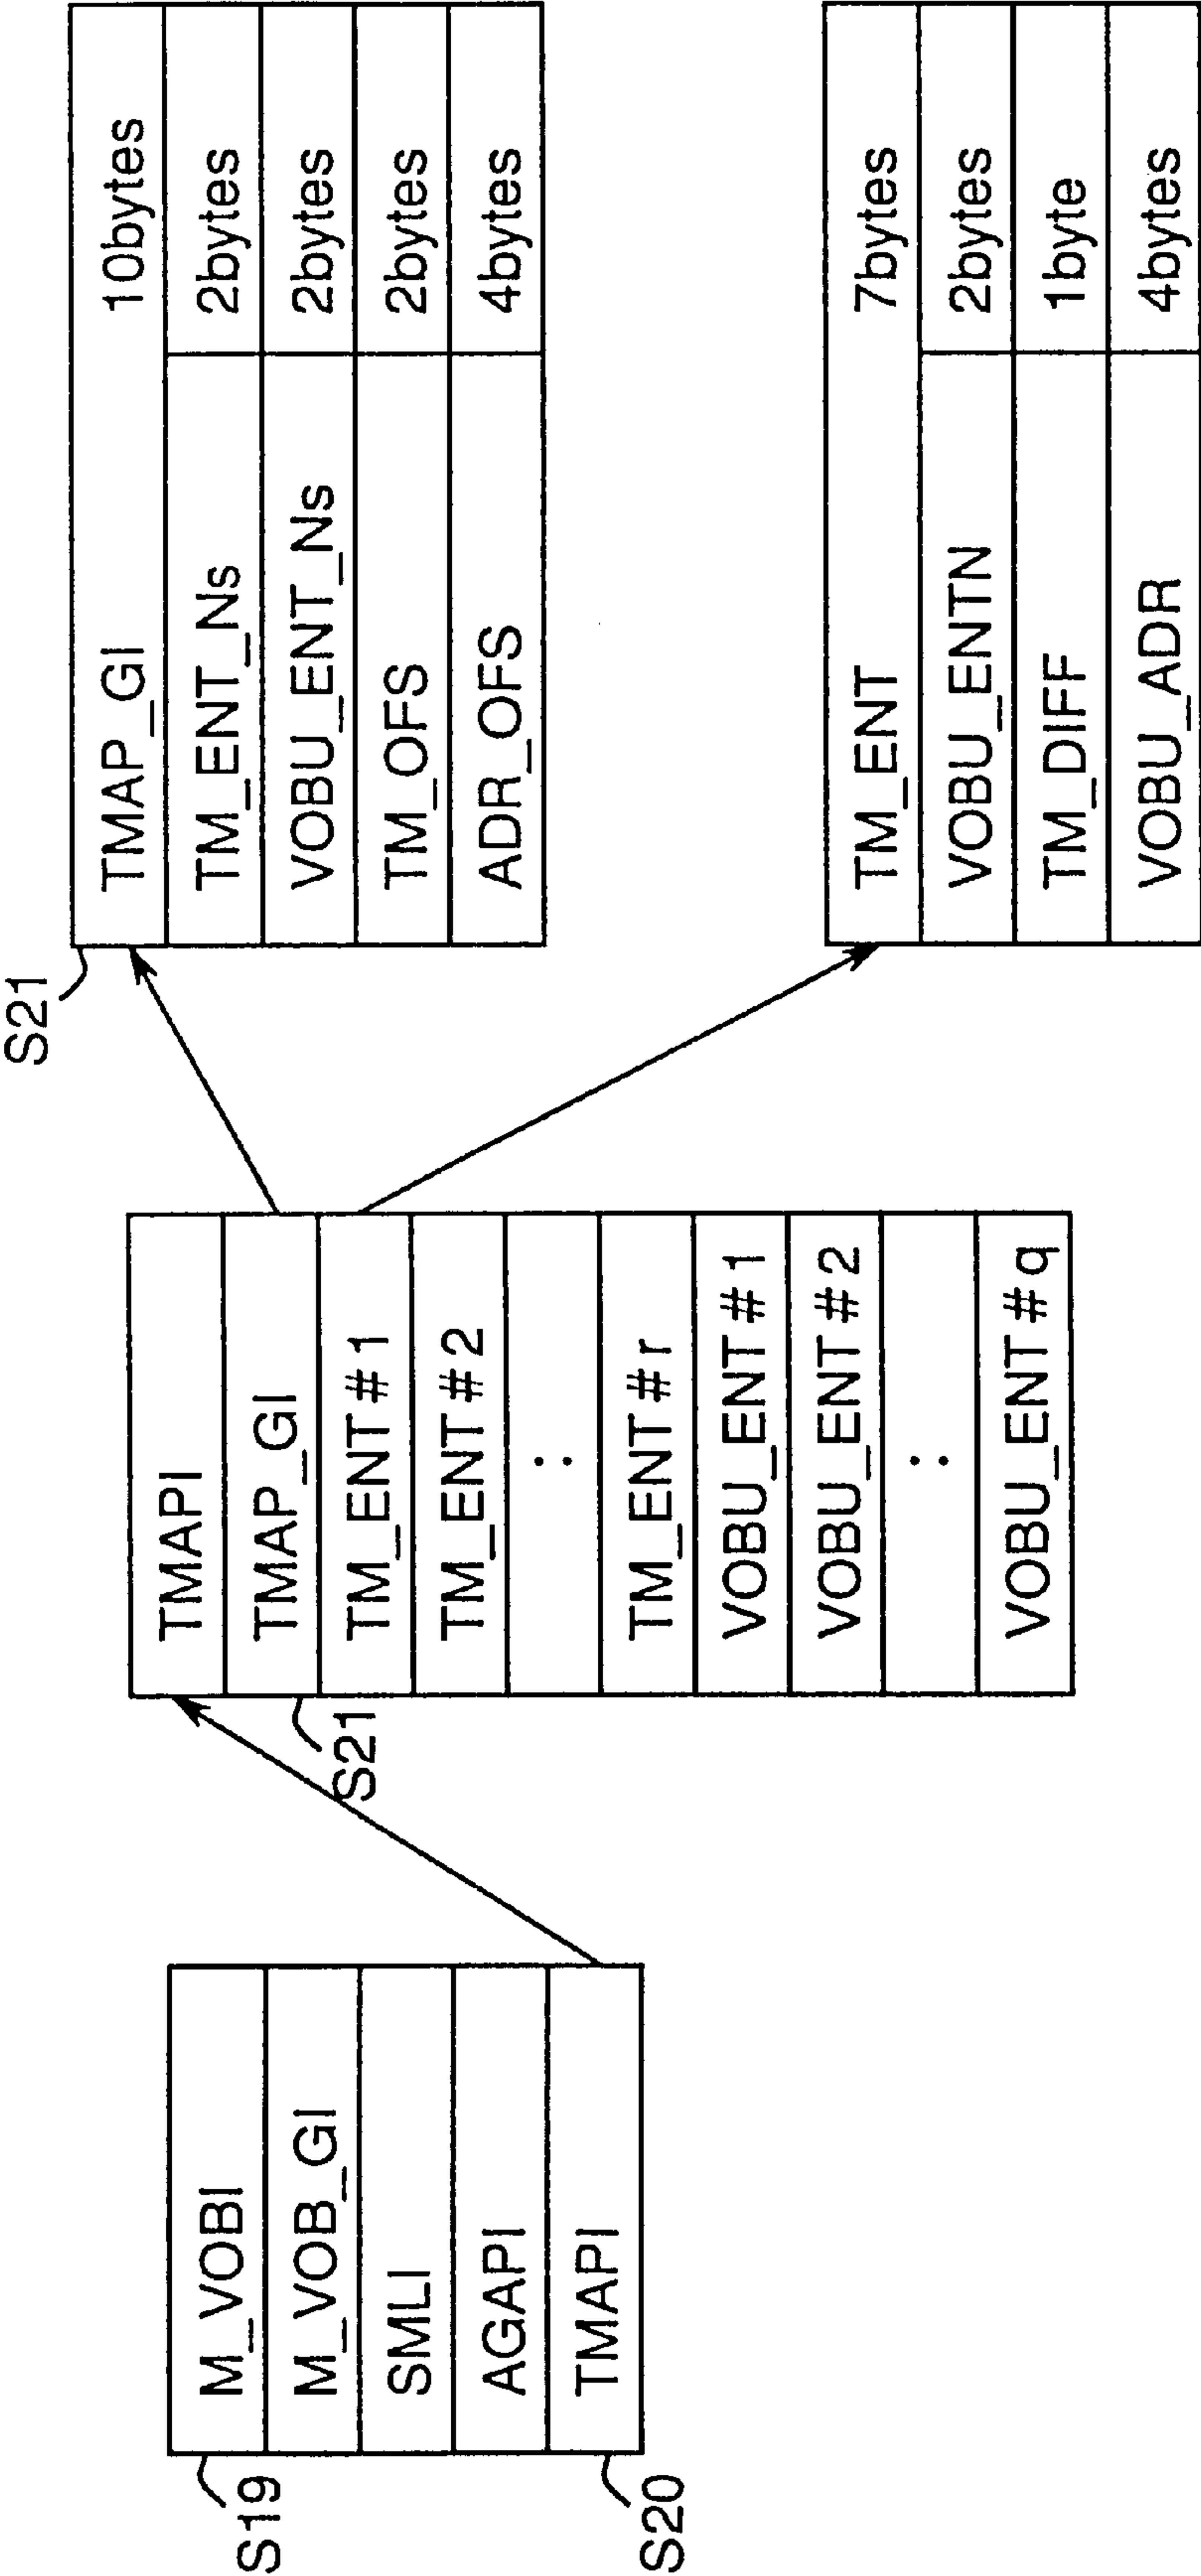 S19
M_VOBI
M_VOB_GI
SMLI
AGAPI
TMAPI
S20
TMAPI
TMAP_GI
S21
TM_ENT # 1
TM_ENT # 2
:
TM_ENT # r
VOBU_ENT # 1
VOBU_ENT # 2
:
VOBU_ENT # q
S21
TMAP_GI 10bytes
TM_ENT_Ns 2bytes
VOBU_ENT_Ns 2bytes
TM_OFS 2bytes
ADR_OFS 4bytes
TM_ENT 7bytes
VOBU_ENTN 2bytes
TM_DIFF 1byte
VOBU_ADR 4bytes